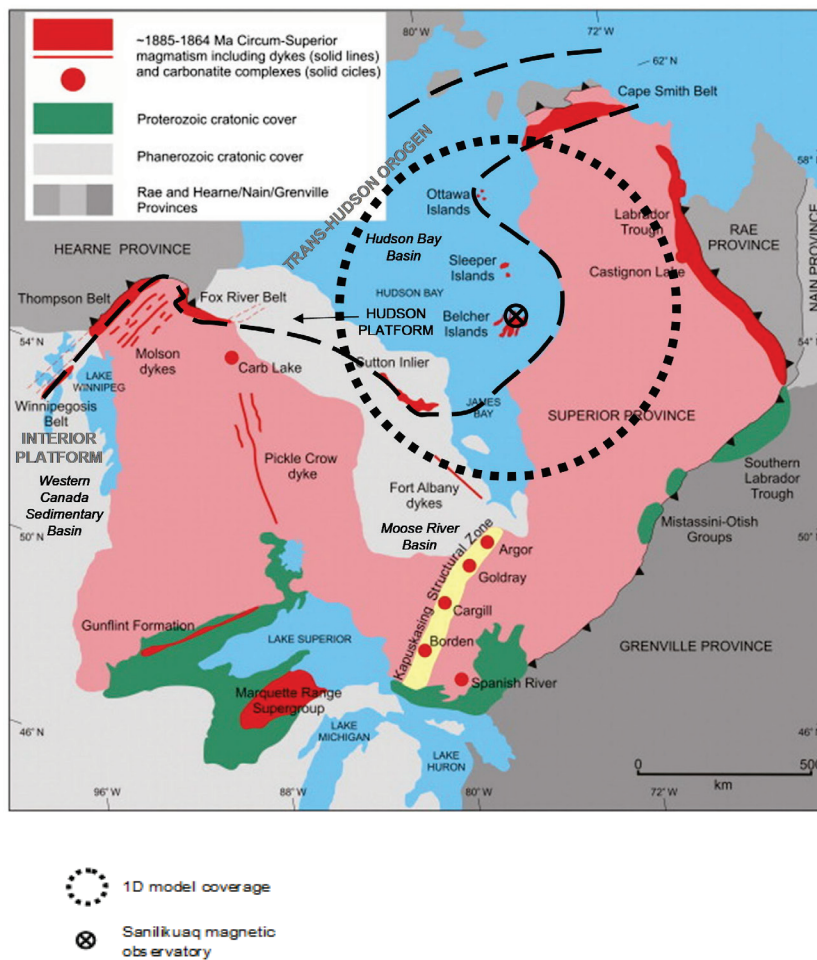 80° W
72° W
~1885-1864 Ma Circum-Superior
magmatism including dykes (solid lines)
and carbonatite complexes (solid cicles)
Proterozoic cratonic cover
Phanerozoic cratonic cover
Rae and Hearne/Nain/Grenville
Provinces
62° N
Cape Smith Belt
58° N
TRANS-HUDSON OROGEN
Ottawa
Islands
Labrador
Trough
RAE
PROVINCE
NAIN PROVINCE
Hudson Bay
Basin
HEARNE PROVINCE
Sleeper
Islands
Castignon Lake
Thompson Belt
Fox River Belt
HUDSON BAY
HUDSON
PLATFORM
Belcher
Islands
54° N
54° N
Molson
dykes
Carb Lake
Sutton Inlier
LAKE
WINNIPEG
Winnipegosis
Belt
JAMES
BAY
SUPERIOR PROVINCE
INTERIOR
PLATFORM
Western
Canada
Sedimentary
Basin
Pickle Crow
dyke
Fort Albany
dykes
Southern
Labrador
Trough
Moose River
Basin
Mistassini-Otish
Groups
50° N
50° N
Kapuskasing Structural Zone
Argor
Goldray
Cargill
Borden
Spanish River
Gunflint Formation
LAKE SUPERIOR
GRENVILLE PROVINCE
Marquette Range
Supergroup
LAKE
MICHIGAN
LAKE
HURON
46° N
46° N
0
500
km
96° W
88° W
80° W
72° W
1D model coverage
Sanilikuaq magnetic
observatory